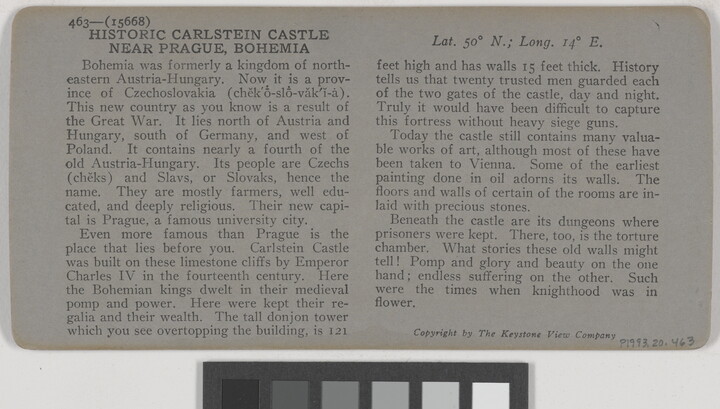 463—(15668)
HISTORIC CARLSTEIN CASTLE
NEAR PRAGUE, BOHEMIA
Bohemia was formerly a kingdom of north-
eastern Austria-Hungary. Now it is a prov-
ince of Czechoslovakia (chĕk'ō̇-slō̇-văk'ĭ-ȧ).
This new country as you know is a result of
the Great War. It lies north of Austria and
Hungary, south of Germany, and west of
Poland. It contains nearly a fourth of the
old Austria-Hungary. Its people are Czechs
(chĕks) and Slavs, or Slovaks, hence the
name. They are mostly farmers, well edu-
cated, and deeply religious. Their new capi-
tal is Prague, a famous university city.
Even more famous than Prague is the
place that lies before you. Carlstein Castle
was built on these limestone cliffs by Emperor
Charles IV in the fourteenth century. Here
the Bohemian kings dwelt in their medieval
pomp and power. Here were kept their re-
galia and their wealth. The tall donjon tower
which you see overtopping the building, is 121
Lat. 50° N.; Long. 14° E.
feet high and has walls 15 feet thick. History
tells us that twenty trusted men guarded each
of the two gates of the castle, day and night.
Truly it would have been difficult to capture
this fortress without heavy siege guns.
Today the castle still contains many valua-
ble works of art, although most of these have
been taken to Vienna. Some of the earliest
painting done in oil adorns its walls. The
floors and walls of certain of the rooms are in-
laid with precious stones.
Beneath the castle are its dungeons where
prisoners were kept. There, too, is the torture
chamber. What stories these old walls might
tell! Pomp and glory and beauty on the one
hand; endless suffering on the other. Such
were the times when knighthood was in
flower.
Copyright by The Keystone View Company
P1993.20.463